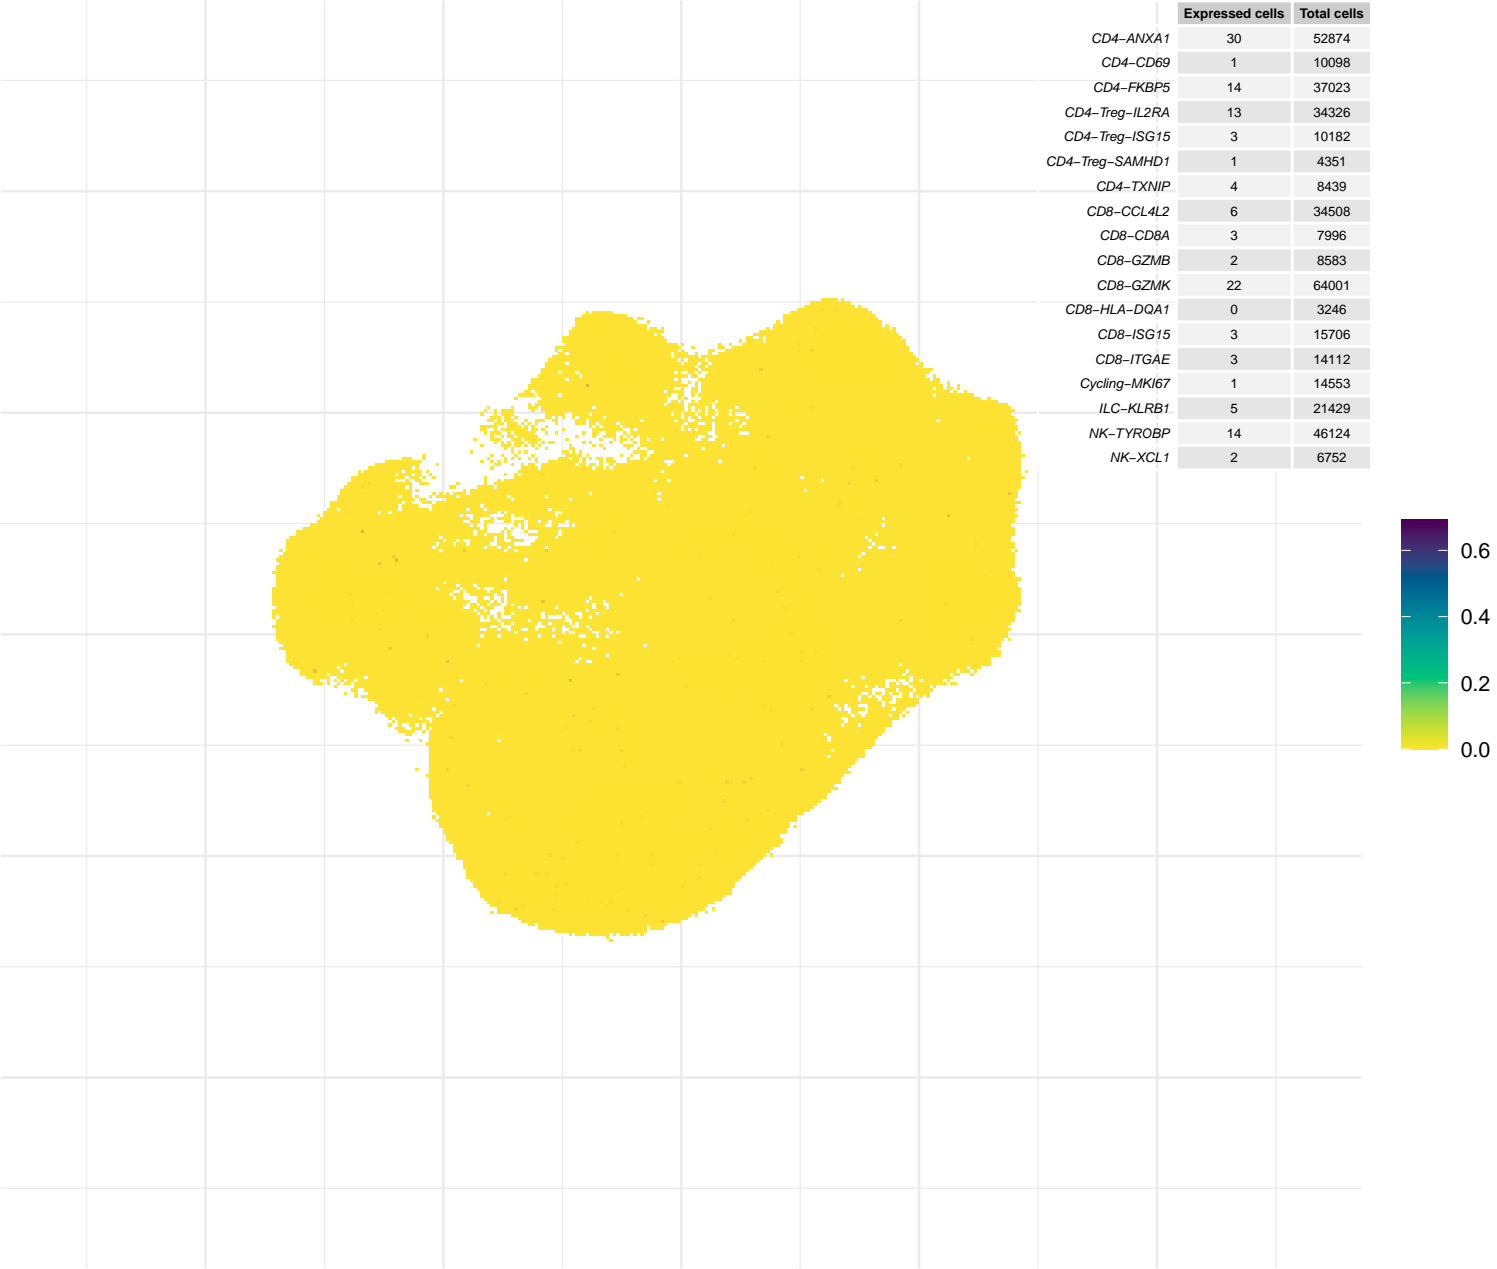 Expressed cells Total cells
CD4−ANXA1 30 52874
CD4−CD69 1 10098
CD4−FKBP5 14 37023
CD4−Treg−IL2RA 13 34326
CD4−Treg−ISG15 3 10182
CD4−Treg−SAMHD1 1 4351
CD4−TXNIP 4 8439
CD8−CCL4L2 6 34508
CD8−CD8A 3 7996
CD8−GZMB 2 8583
CD8−GZMK 22 64001
CD8−HLA−DQA1 0 3246
CD8−ISG15 3 15706
CD8−ITGAE 3 14112
Cycling−MKI67 1 14553
ILC−KLRB1 5 21429
NK−TYROBP 14 46124
NK−XCL1 2 6752
0.6
0.4
0.2
0.0